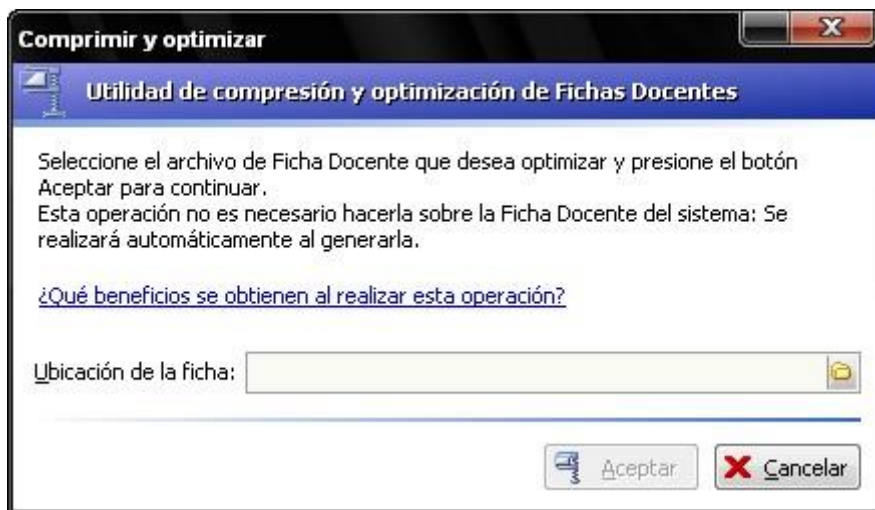 Comprimir y optimizar
Utilidad de compresión y optimización de Fichas Docentes
Seleccione el archivo de Ficha Docente que desea optimizar y presione el botón
Aceptar para continuar.
Esta operación no es necesario hacerla sobre la Ficha Docente del sistema: Se
realizará automáticamente al generarla.
¿Qué beneficios se obtienen al realizar esta operación?
Ubicación de la ficha:
Aceptar
Cancelar